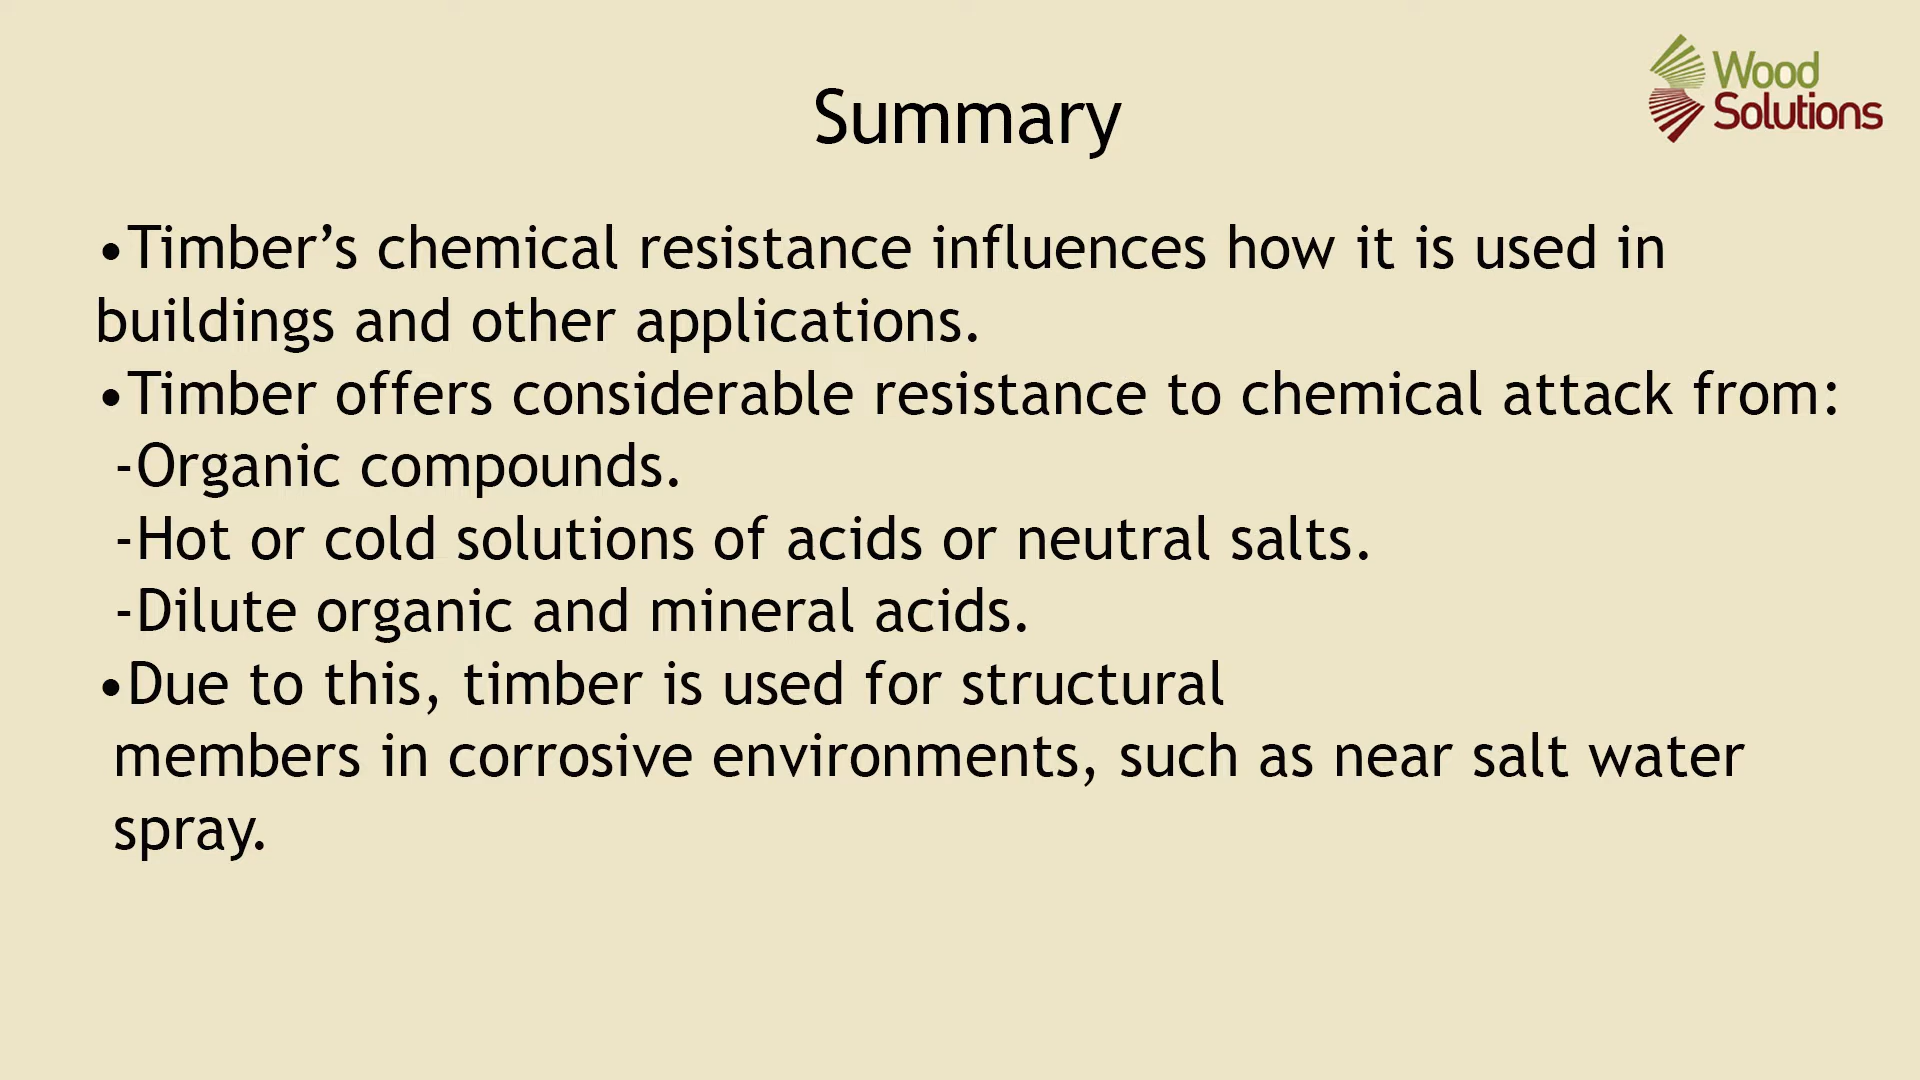 Wood
Solutions
Summary
•Timber’s chemical resistance influences how it is used in
buildings and other applications.
•Timber offers considerable resistance to chemical attack from:
-Organic compounds.
-Hot or cold solutions of acids or neutral salts.
-Dilute organic and mineral acids.
•Due to this, timber is used for structural
members in corrosive environments, such as near salt water
spray.